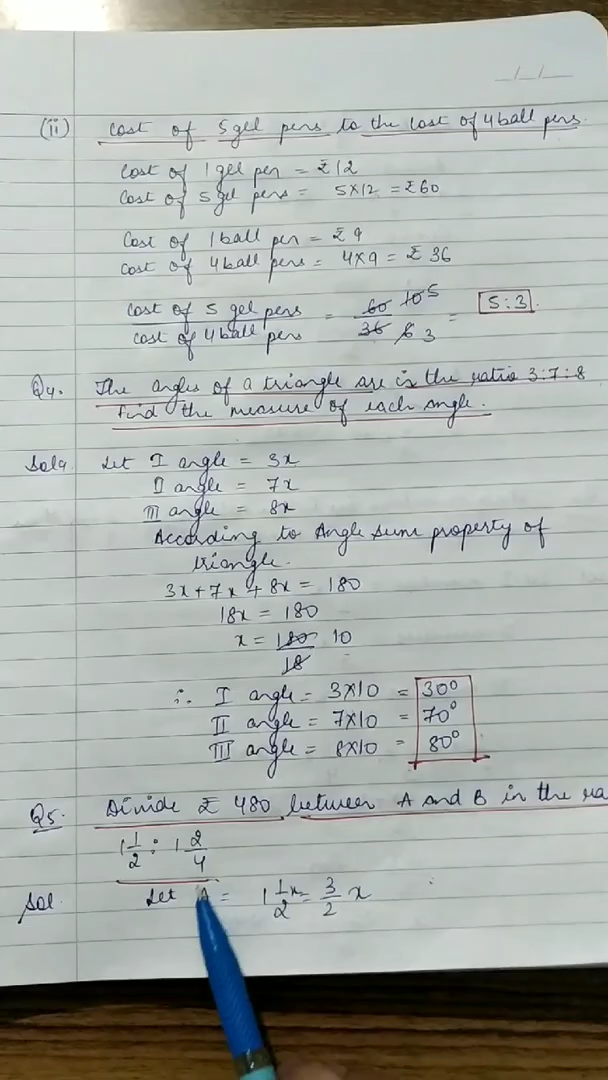 (ii) Cost of 5 gel pens to the cost of 4 ball pens.
Cost of 1 gel pen = ₹12
Cost of 5 gel pens = 5×12 = ₹60
Cost of 1 ball pen = ₹9
Cost of 4 ball pens = 4×9 = ₹36
Cost of 5 gel pens / Cost of 4 ball pens = 60 10 5 / 36 6 3 = 5:3.
Q4. The angles of a triangle are is the ratio 3:7:8
Find the measure of each angle.
Sol4 Let I angle = 3x
II angle = 7x
III angle = 8x
According to Angle sum property of
triangle.
3x+7x+8x = 180
18x = 180
x = 180/18 10
∴ I angle = 3×10 = 30°
II angle = 7×10 = 70°
III angle = 8×10 = 80°
Q5. Divide ₹ 480 between A and B in the ra
1 1/2 : 1 2/4
Sol. Let A = 1 1/2 x = 3/2 x